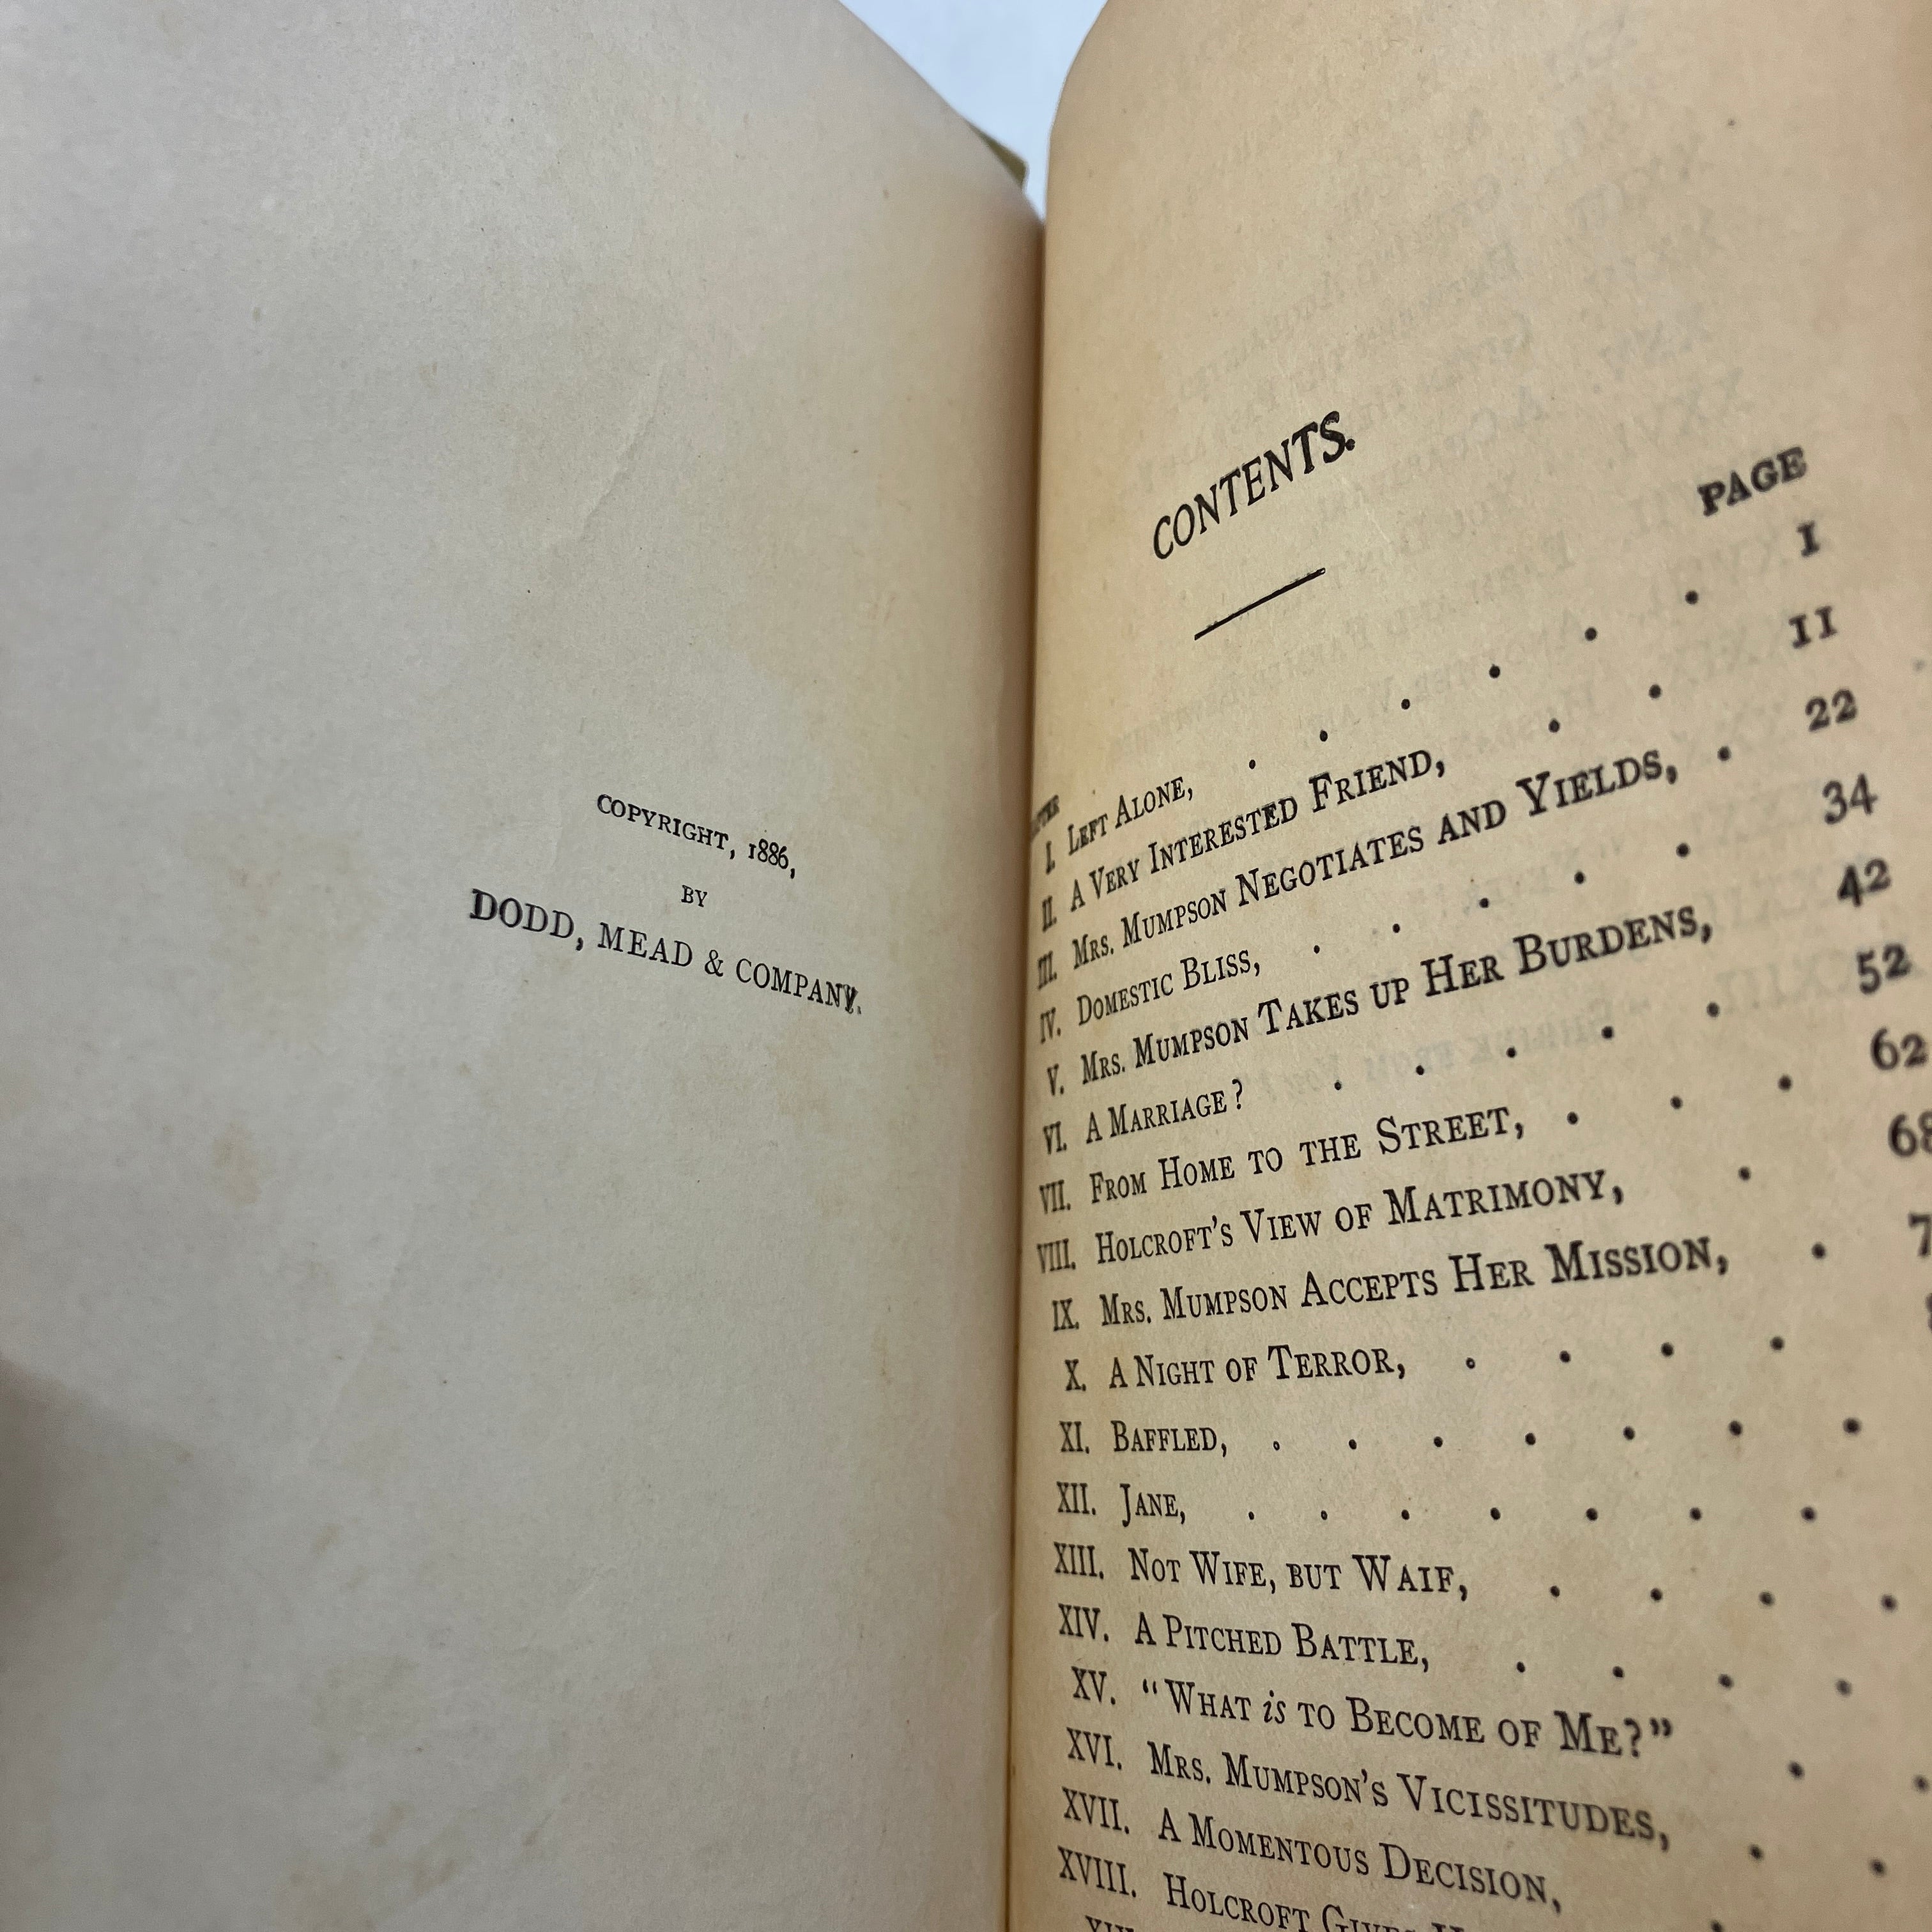 COPYRIGHT, 1886,
BY
DODD, MEAD & COMPANY.
CONTENTS.
PAGE
I. LEFT ALONE, . . . . . . 1
II. A VERY INTERESTED FRIEND, . . 11
III. MRS. MUMPSON NEGOTIATES AND YIELDS, . 22
IV. DOMESTIC BLISS, . . . . . 34
V. MRS. MUMPSON TAKES UP HER BURDENS, 42
VI. A MARRIAGE? . . . . . 52
VII. FROM HOME TO THE STREET, . . . 62
VIII. HOLCROFT'S VIEW OF MATRIMONY, . 68
IX. MRS. MUMPSON ACCEPTS HER MISSION, .
X. A NIGHT OF TERROR, . . . .
XI. BAFFLED, . . . . . . .
XII. JANE, . . . . . . .
XIII. NOT WIFE, BUT WAIF, . . . .
XIV. A PITCHED BATTLE, . . . .
XV. "WHAT is TO BECOME OF ME?" . .
XVI. MRS. MUMPSON'S VICISSITUDES, . .
XVII. A MOMENTOUS DECISION, .
XVIII. HOLCROFT